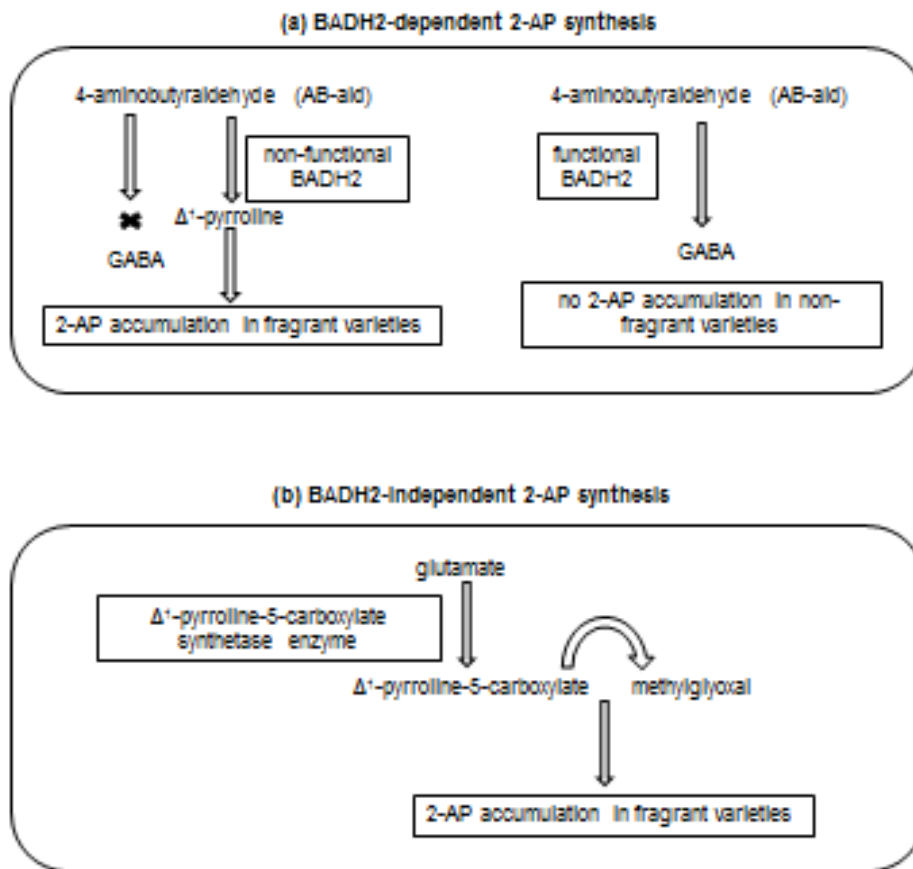 (a) BADH2-dependent 2-AP synthesis
4-aminobutyraldehyde (AB-ald)
non-functional
BADH2
Δ¹-pyrroline
GABA
2-AP accumulation in fragrant varieties
4-aminobutyraldehyde (AB-ald)
functional
BADH2
GABA
no 2-AP accumulation in non-
fragrant varieties
(b) BADH2-independent 2-AP synthesis
glutamate
Δ¹-pyrroline-5-carboxylate
synthetase enzyme
Δ¹-pyrroline-5-carboxylate
methylglyoxal
2-AP accumulation in fragrant varieties